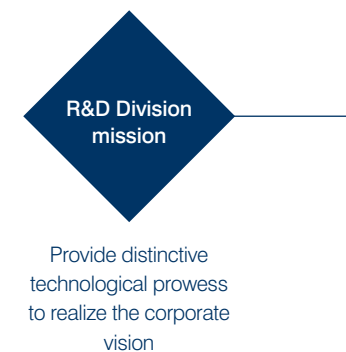 R&D Division
mission
Provide distinctive
technological prowess
to realize the corporate
vision